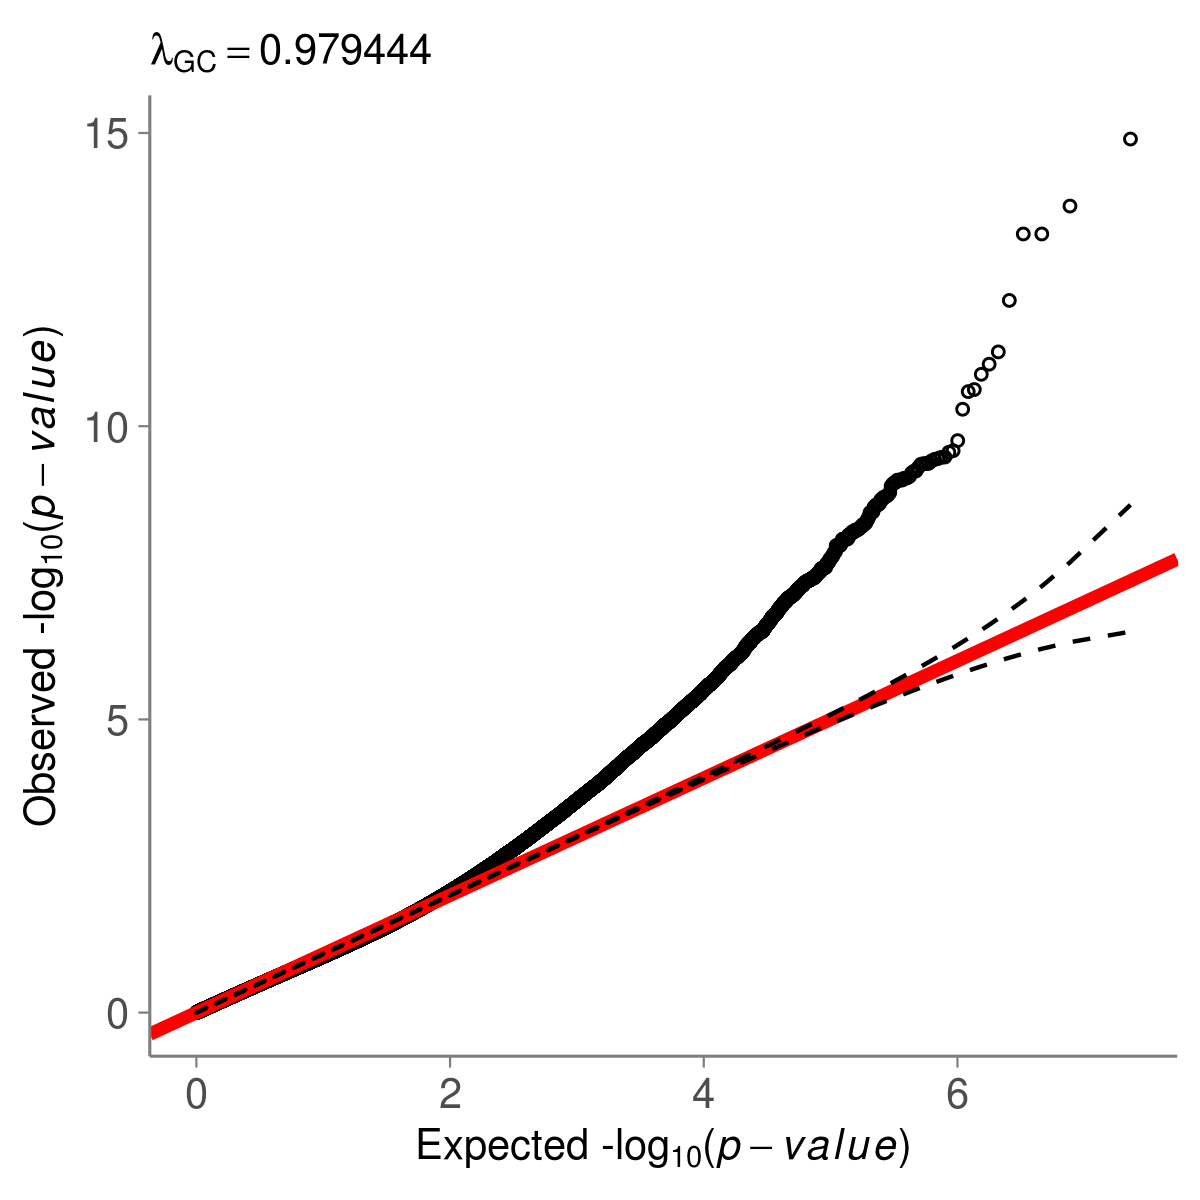 λGC = 0.979444
15
10
5
0
Observed -log10(p − value)
0 2 4 6
Expected -log10(p − value)